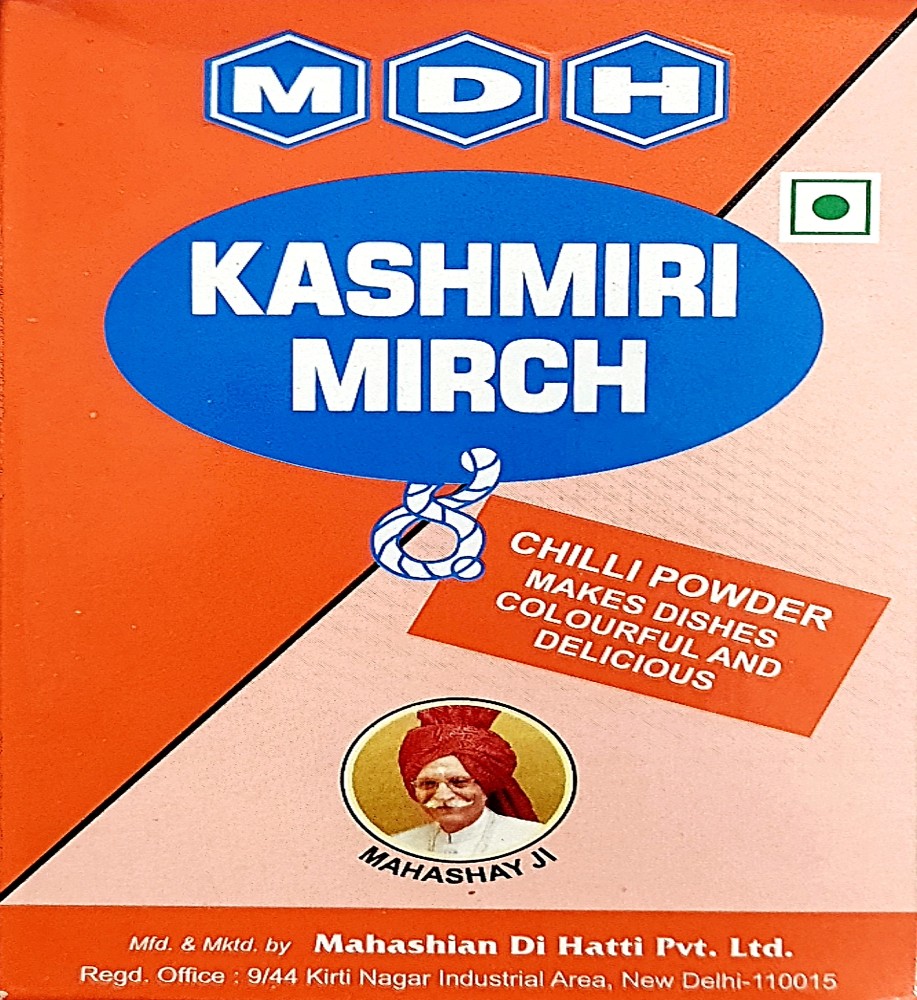 MDH
KASHMIRI
MIRCH
CHILLI POWDER
MAKES DISHES
COLOURFUL AND
DELICIOUS
MAHASHAY JI
Mfd. & Mktd. by Mahashian Di Hatti Pvt. Ltd.
Regd. Office : 9/44 Kirti Nagar Industrial Area, New Delhi-110015